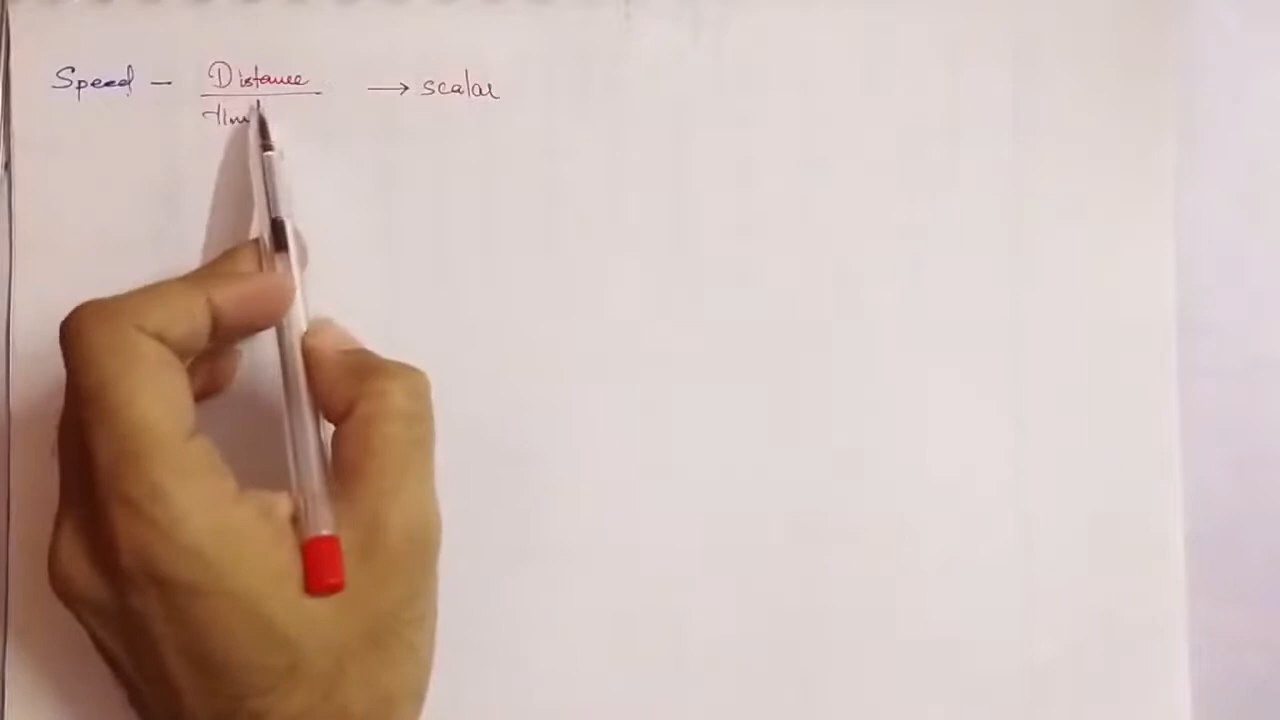 Speed - Distance → scalar